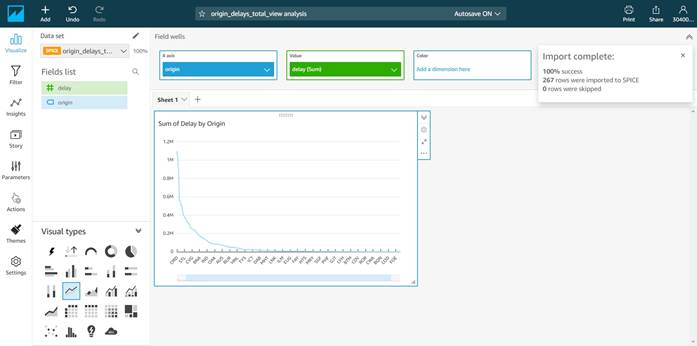 Add
Undo
Redo
origin_delays_total_view analysis
Autosave ON
Print
Share
30400...
Visualize
Filter
Insights
Story
Parameters
Actions
Themes
Settings
Data set
SPICE origin_delays_t... 100%
Fields list
delay
origin
Visual types
Field wells
X axis
origin
Value
delay (Sum)
Color
Add a dimension here
Import complete:
100% success
267 rows were imported to SPICE
0 rows were skipped
Sheet 1
Sum of Delay by Origin
1.2M
1M
0.8M
0.6M
0.4M
0.2M
0
ORD